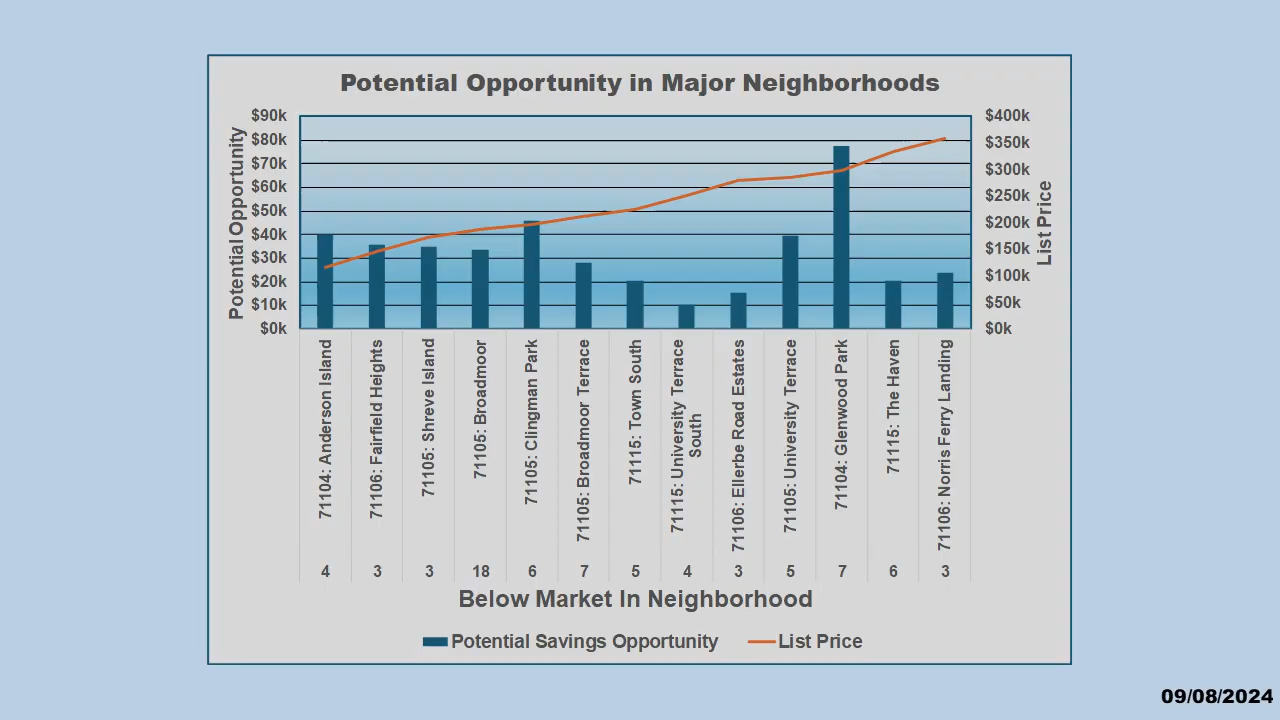 Potential Opportunity in Major Neighborhoods
$90k
$80k
$70k
$60k
$50k
$40k
$30k
$20k
$10k
$0k
Potential Opportunity
$400k
$350k
$300k
$250k
$200k
$150k
$100k
$50k
$0k
List Price
71104: Anderson Island
71106: Fairfield Heights
71105: Shreve Island
71105: Broadmoor
71105: Clingman Park
71105: Broadmoor Terrace
71115: Town South
71115: University Terrace
South
71106: Ellerbe Road Estates
71105: University Terrace
71104: Glenwood Park
71115: The Haven
71106: Norris Ferry Landing
4 3 3 18 6 7 5 4 3 5 7 6 3
Below Market In Neighborhood
Potential Savings Opportunity List Price
09/08/2024